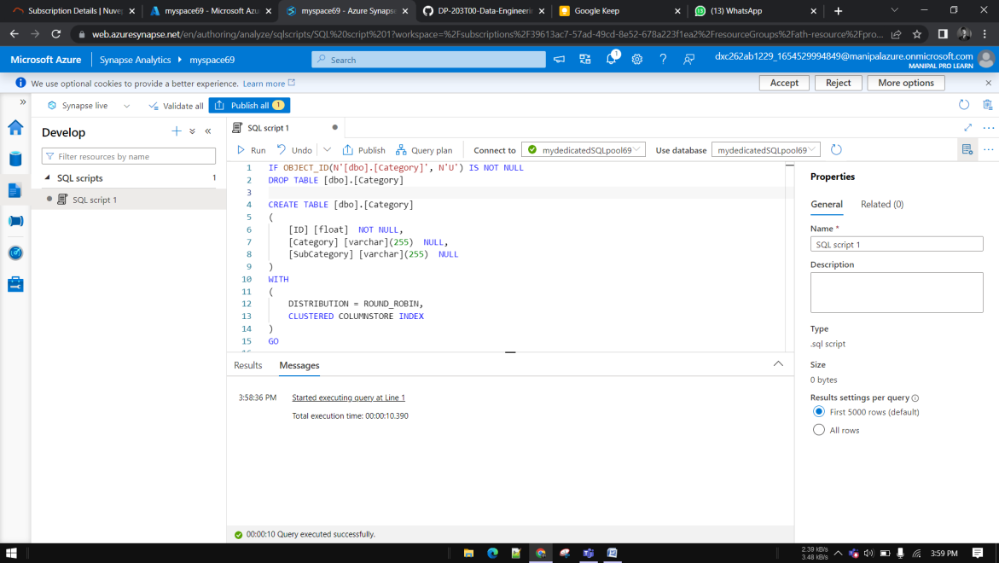 Subscription Details | Nuvep
myspace69 - Microsoft Azu
myspace69 - Azure Synaps
DP-203T00-Data-Engineeri
Google Keep
(13) WhatsApp
web.azuresynapse.net/en/authoring/analyze/sqlscripts/SQL%20script%201?workspace=%2Fsubscriptions%2F39613ac7-57ad-49cd-8e52-678a223f1ea2%2FresourceGroups%2Fath-resource%2Fpro...
Microsoft Azure
Synapse Analytics
myspace69
Search
1
dxc262ab1229_1654529994849@manipalazure.onmicrosoft.com
MANIPAL PRO LEARN
We use optional cookies to provide a better experience. Learn more
Accept
Reject
More options
Synapse live
Validate all
Publish all 1
Develop
Filter resources by name
SQL scripts 1
SQL script 1
SQL script 1
Run
Undo
Publish
Query plan
Connect to
mydedicatedSQLpool69
Use database
mydedicatedSQLpool69
1 IF OBJECT_ID(N'[dbo].[Category]', N'U') IS NOT NULL
2 DROP TABLE [dbo].[Category]
3
4 CREATE TABLE [dbo].[Category]
5 (
6 [ID] [float] NOT NULL,
7 [Category] [varchar](255) NULL,
8 [SubCategory] [varchar](255) NULL
9 )
10 WITH
11 (
12 DISTRIBUTION = ROUND_ROBIN,
13 CLUSTERED COLUMNSTORE INDEX
14 )
15 GO
Results
Messages
3:58:36 PM
Started executing query at Line 1
Total execution time: 00:00:10.390
00:00:10 Query executed successfully.
Properties
General
Related (0)
Name *
SQL script 1
Description
Type
.sql script
Size
0 bytes
Results settings per query
First 5000 rows (default)
All rows
2.39 kB/s
3.48 kB/s
3:59 PM